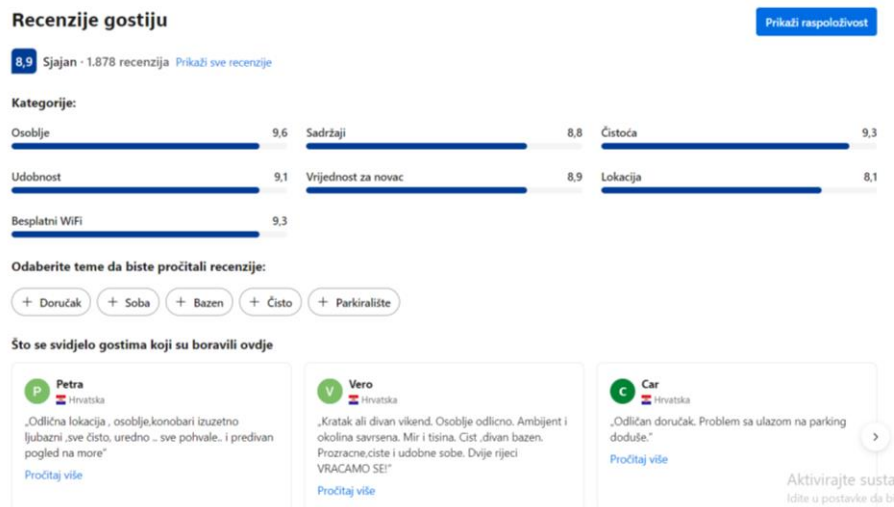 Recenzije gostiju
Prikaži raspoloživost
8,9 Sjajan · 1.878 recenzija Prikaži sve recenzije
Kategorije:
Osoblje 9,6 Sadržaji 8,8 Čistoća 9,3
Udobnost 9,1 Vrijednost za novac 8,9 Lokacija 8,1
Besplatni WiFi 9,3
Odaberite teme da biste pročitali recenzije:
+ Doručak + Soba + Bazen + Čisto + Parkiralište
Što se svidjelo gostima koji su boravili ovdje
P Petra
Hrvatska
„Odlična lokacija , osoblje,konobari izuzetno
ljubazni ,sve čisto, uredno .. sve pohvale.. i predivan
pogled na more“
Pročitaj više
V Vero
Hrvatska
„Kratak ali divan vikend. Osoblje odlicno. Ambijent i
okolina savrsena. Mir i tisina. Cist ,divan bazen.
Prozracne,ciste i udobne sobe. Dvije rijeci
VRACAMO SE!“
Pročitaj više
C Car
Hrvatska
„Odličan doručak. Problem sa ulazom na parking
doduše.“
Pročitaj više
Aktivirajte susta
Idite u postavke da bi